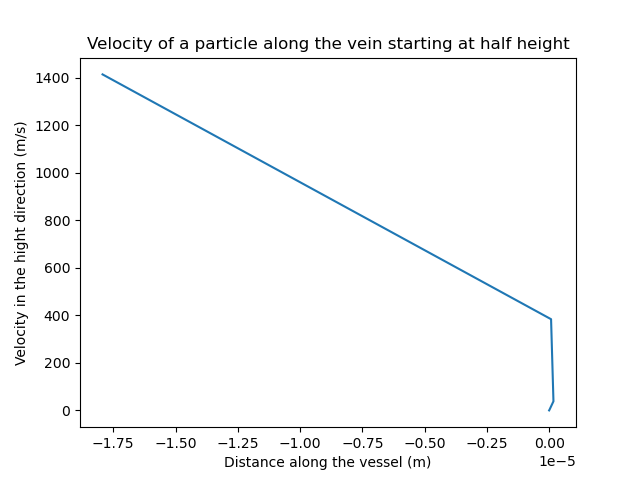 Velocity of a particle along the vein starting at half height
Velocity in the hight direction (m/s)
1400
1200
1000
800
600
400
200
0
−1.75 −1.50 −1.25 −1.00 −0.75 −0.50 −0.25 0.00
1e−5
Distance along the vessel (m)